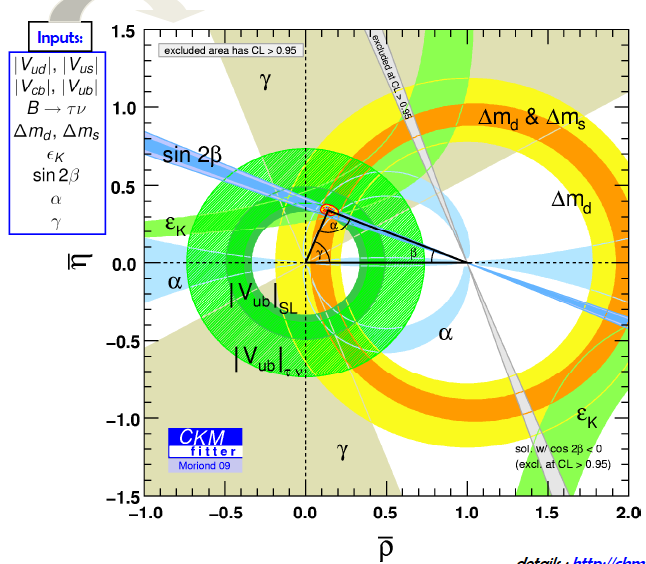 Inputs:
|V_ud|, |V_us|
|V_cb|, |V_ub|
B → τν
Δm_d, Δm_s
ϵ_K
sin 2β
α
γ
excluded area has CL > 0.95
excluded at CL > 0.95
γ
Δm_d & Δm_s
sin 2β
Δm_d
ε_K
α
α
γ
β
|V_ub|_SL
α
|V_ub|_τν
ε_K
γ
sol. w/ cos 2β < 0
(excl. at CL > 0.95)
CKM
fitter
Moriond 09
1.5
1.0
0.5
0.0
-0.5
-1.0
-1.5
η̄
-1.0 -0.5 0.0 0.5 1.0 1.5 2.0
ρ̄